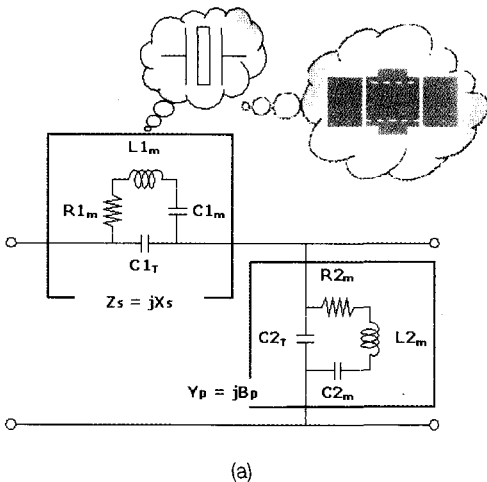 L1m
R1m
C1m
C1T
Zs = jXs
R2m
C2T
L2m
C2m
Yp = jBp
(a)